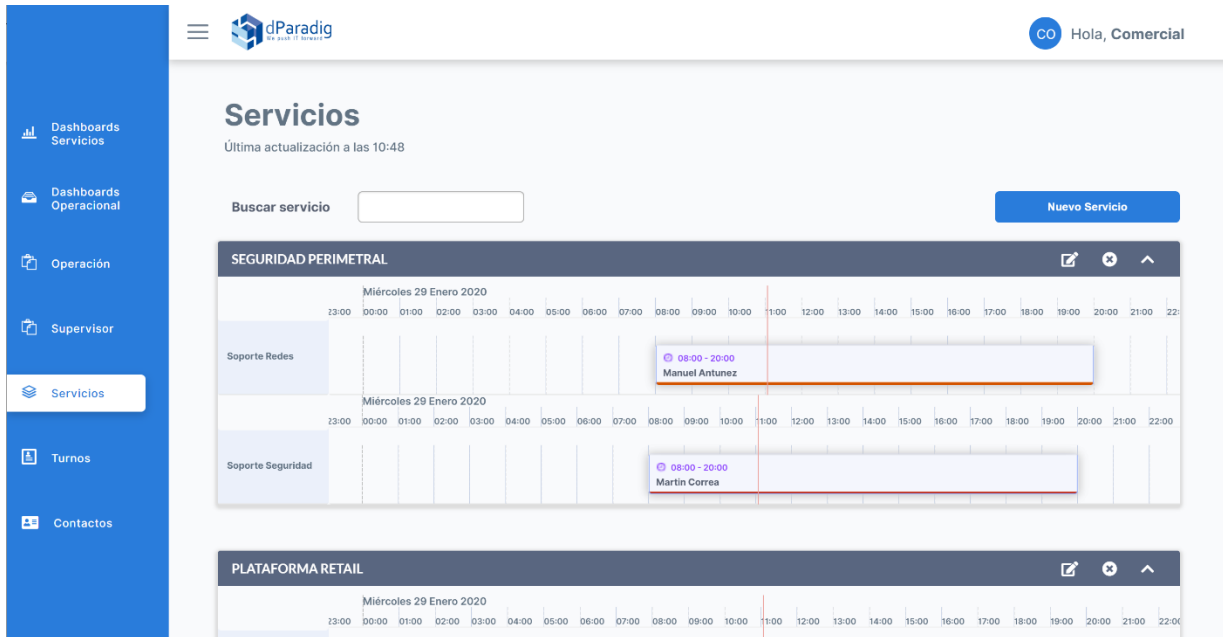 dParadig
We push IT forward
CO Hola, Comercial
Dashboards
Servicios
Dashboards
Operacional
Operación
Supervisor
Servicios
Turnos
Contactos
Servicios
Última actualización a las 10:48
Buscar servicio
Nuevo Servicio
SEGURIDAD PERIMETRAL
Miércoles 29 Enero 2020
23:00 00:00 01:00 02:00 03:00 04:00 05:00 06:00 07:00 08:00 09:00 10:00 11:00 12:00 13:00 14:00 15:00 16:00 17:00 18:00 19:00 20:00 21:00 22:
Soporte Redes
08:00 - 20:00
Manuel Antunez
Miércoles 29 Enero 2020
23:00 00:00 01:00 02:00 03:00 04:00 05:00 06:00 07:00 08:00 09:00 10:00 11:00 12:00 13:00 14:00 15:00 16:00 17:00 18:00 19:00 20:00 21:00 22:00
Soporte Seguridad
08:00 - 20:00
Martin Correa
PLATAFORMA RETAIL
Miércoles 29 Enero 2020
23:00 00:00 01:00 02:00 03:00 04:00 05:00 06:00 07:00 08:00 09:00 10:00 11:00 12:00 13:00 14:00 15:00 16:00 17:00 18:00 19:00 20:00 21:00 22:00